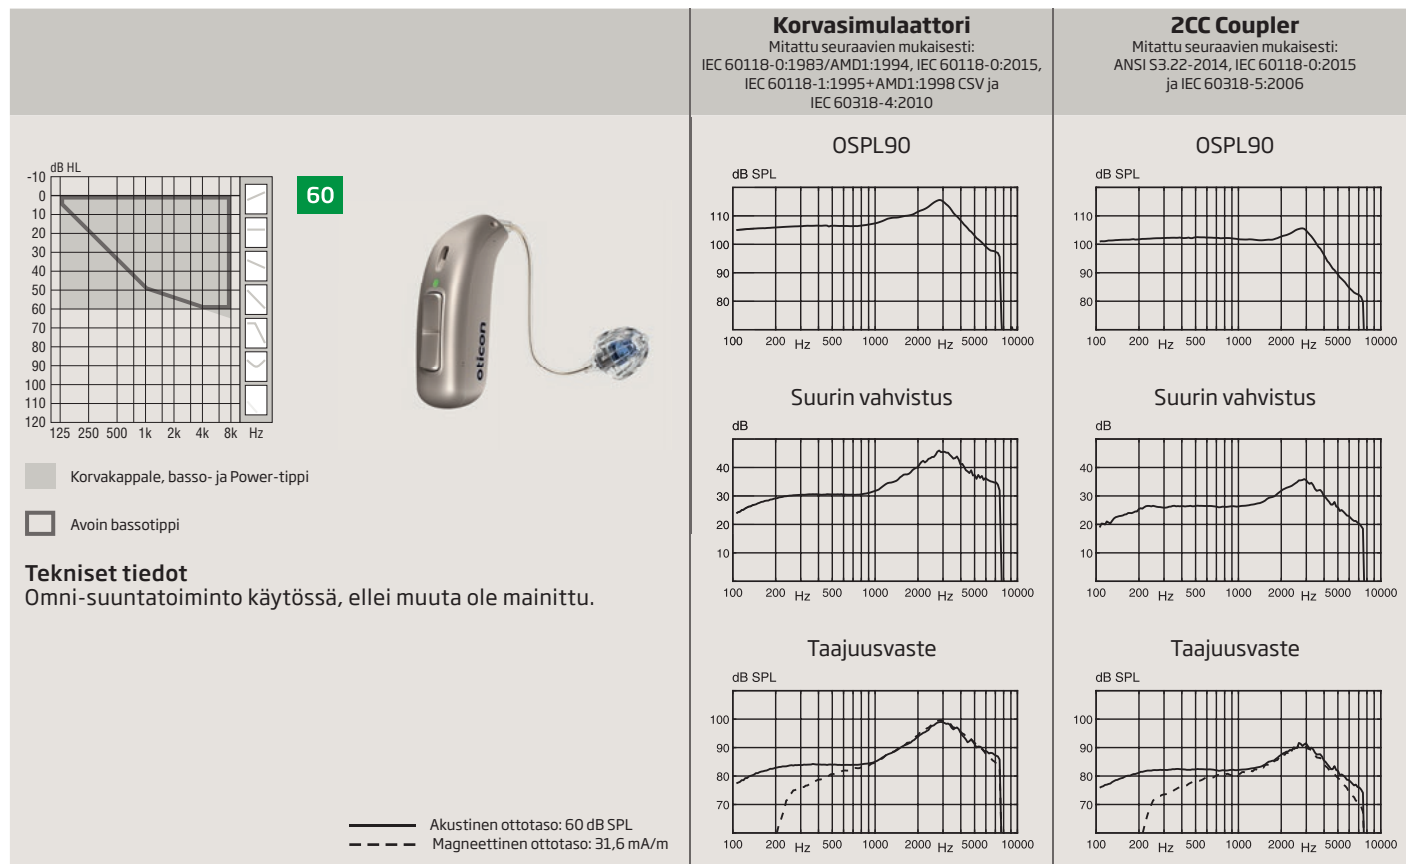 Korvasimulaattori
Mitattu seuraavien mukaisesti:
IEC 60118-0:1983/AMD1:1994, IEC 60118-0:2015,
IEC 60118-1:1995+AMD1:1998 CSV ja
IEC 60318-4:2010
2CC Coupler
Mitattu seuraavien mukaisesti:
ANSI S3.22-2014, IEC 60118-0:2015
ja IEC 60318-5:2006
dB HL
-10
0
10
20
30
40
50
60
70
80
90
100
110
120
125 250 500 1k 2k 4k 8k Hz
60
oticon
Korvakappale, basso- ja Power-tippi
Avoin bassotippi
Tekniset tiedot
Omni-suuntatoiminto käytössä, ellei muuta ole mainittu.
Akustinen ottotaso: 60 dB SPL
Magneettinen ottotaso: 31,6 mA/m
OSPL90
dB SPL
110
100
90
80
100 200 Hz 500 1000 2000 Hz 5000 10000
Suurin vahvistus
dB
40
30
20
10
100 200 Hz 500 1000 2000 Hz 5000 10000
Taajuusvaste
dB SPL
100
90
80
70
100 200 Hz 500 1000 2000 Hz 5000 10000
OSPL90
dB SPL
110
100
90
80
100 200 Hz 500 1000 2000 Hz 5000 10000
Suurin vahvistus
dB
40
30
20
10
100 200 Hz 500 1000 2000 Hz 5000 10000
Taajuusvaste
dB SPL
100
90
80
70
100 200 Hz 500 1000 2000 Hz 5000 10000